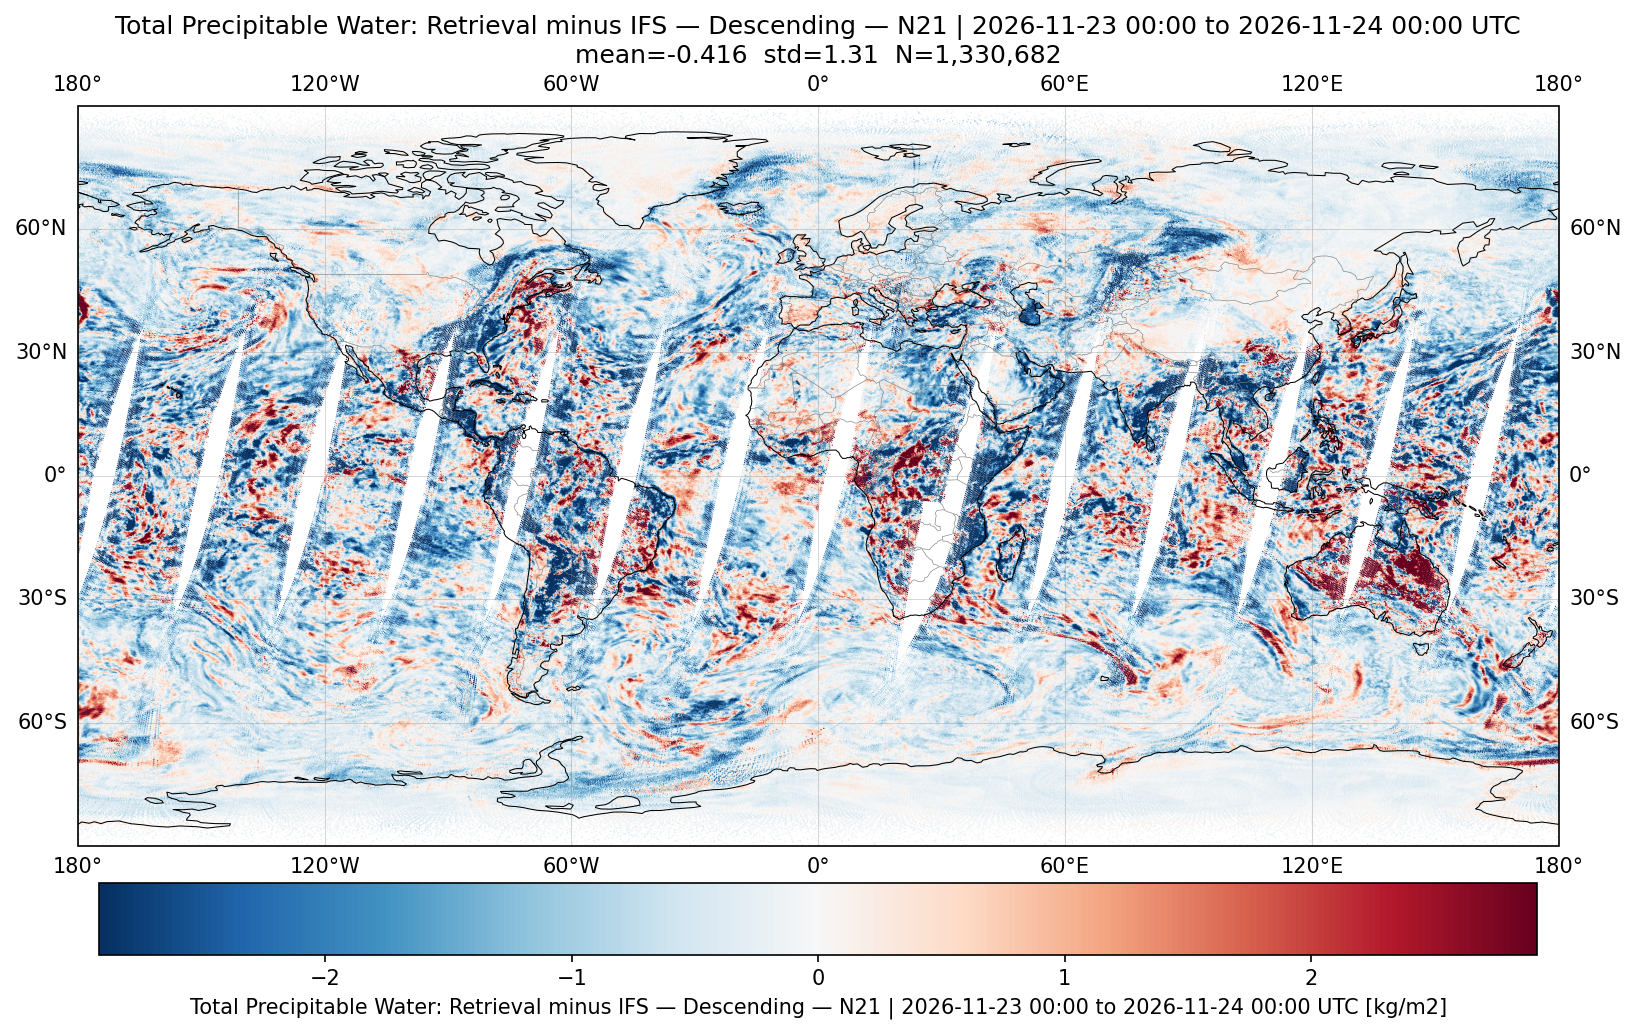 Total Precipitable Water: Retrieval minus IFS — Descending — N21 | 2026-11-23 00:00 to 2026-11-24 00:00 UTC
mean=-0.416  std=1.31  N=1,330,682
180° 120°W 60°W 0° 60°E 120°E 180°
60°N 60°N
30°N 30°N
0° 0°
30°S 30°S
60°S 60°S
180° 120°W 60°W 0° 60°E 120°E 180°
−2 −1 0 1 2
Total Precipitable Water: Retrieval minus IFS — Descending — N21 | 2026-11-23 00:00 to 2026-11-24 00:00 UTC [kg/m2]